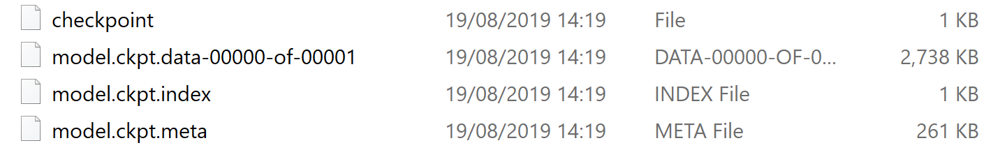 checkpoint 19/08/2019 14:19 File 1 KB
model.ckpt.data-00000-of-00001 19/08/2019 14:19 DATA-00000-OF-0... 2,738 KB
model.ckpt.index 19/08/2019 14:19 INDEX File 1 KB
model.ckpt.meta 19/08/2019 14:19 META File 261 KB